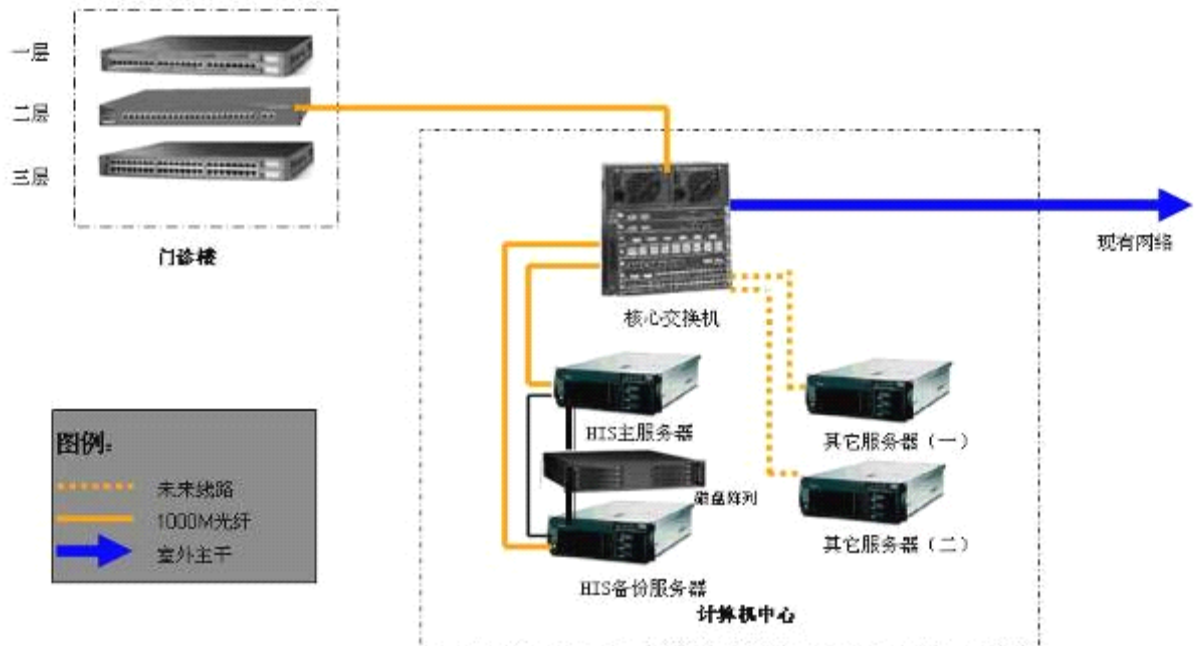 一层
二层
三层
门诊楼
现有网络
核心交换机
HIS主服务器
其它服务器（一）
磁盘阵列
其它服务器（二）
HIS备份服务器
计算机中心
图例：
未来线路
1000M光纤
室外主干